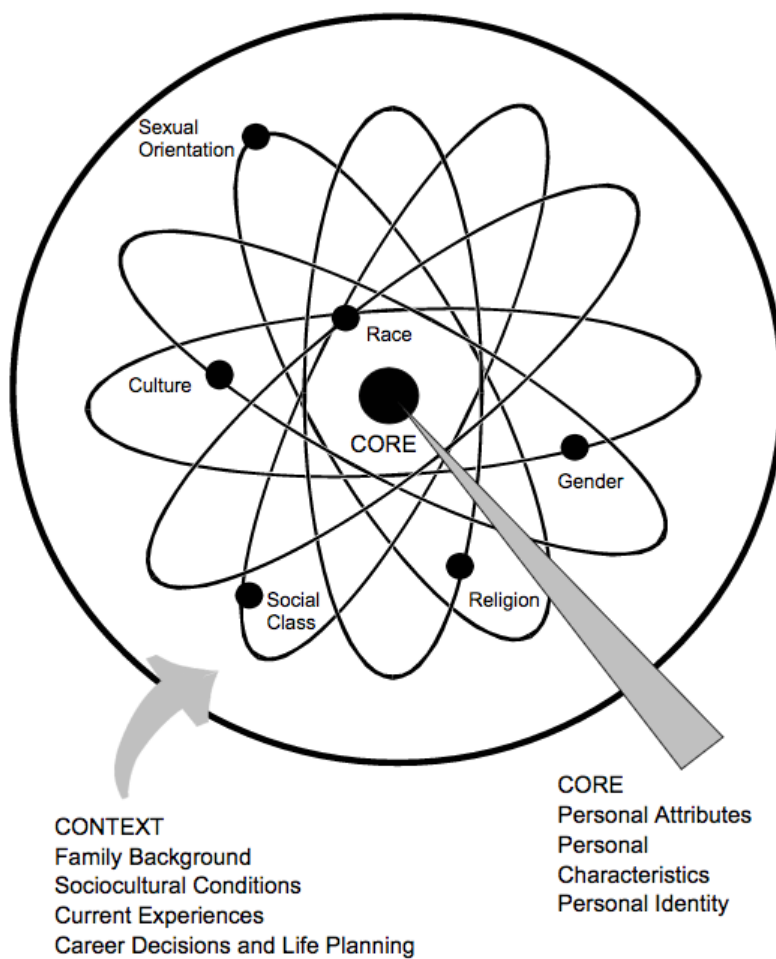 Sexual
Orientation
Race
Culture
CORE
Gender
Social
Class
Religion
CONTEXT
Family Background
Sociocultural Conditions
Current Experiences
Career Decisions and Life Planning
CORE
Personal Attributes
Personal
Characteristics
Personal Identity